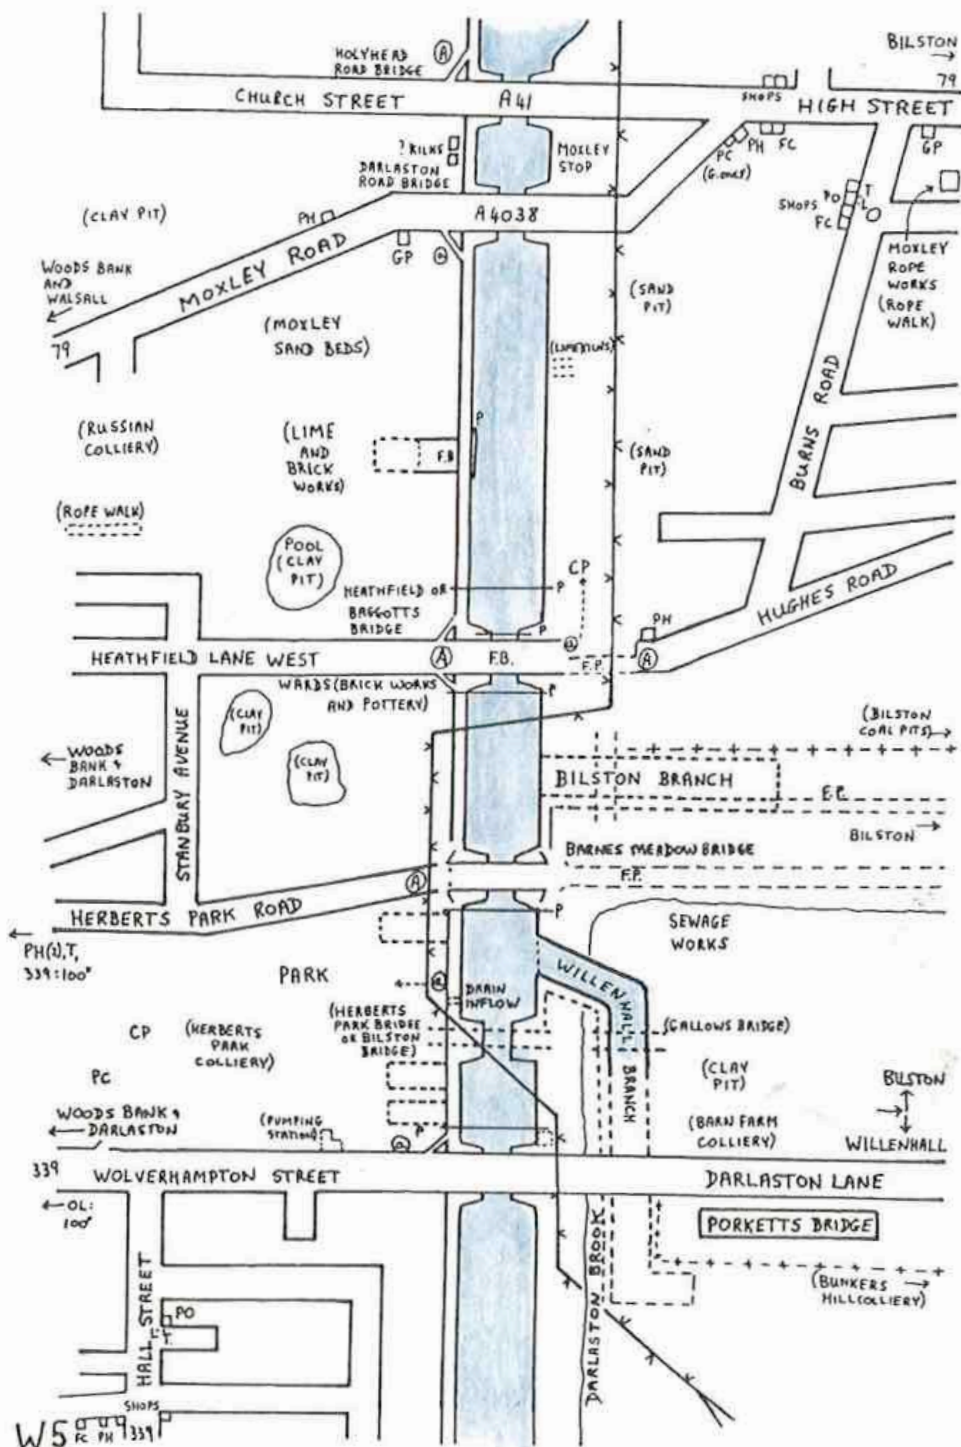 BILSTON
→
HOLYHEAD
ROAD BRIDGE
A
79
CHURCH STREET
A41
SHOPS
HIGH STREET
? KILNS
DARLASTON
ROAD BRIDGE
MOXLEY
STOP
PC
PH
FC
(GENTS)
GP
(CLAY PIT)
PH
A4038
SHOPS
PO
T
L
FC
MOXLEY
ROPE
WORKS
(ROPE
WALK)
WOODS BANK
AND
WALSALL
←
MOXLEY ROAD
GP
a
79
(MOXLEY
SAND BEDS)
(SAND
PIT)
(LIMEKILNS)
BURNS ROAD
(RUSSIAN
COLLIERY)
(LIME
AND
BRICK
WORKS)
F.B
P
(SAND
PIT)
(ROPE WALK)
POOL
(CLAY
PIT)
CP
HEATHFIELD OR
BAGGOTTS
BRIDGE
P
P
HUGHES ROAD
PH
a
HEATHFIELD LANE WEST
A
F.B.
F.P.
A
WARDS (BRICK WORKS
AND POTTERY)
P
(CLAY
PIT)
(CLAY
PIT)
(BILSTON
COAL PITS) →
WOODS
BANK &
DARLASTON
←
STANBURY AVENUE
BILSTON BRANCH
F.P.
BILSTON →
BARNES MEADOW BRIDGE
F.P.
A
HERBERTS PARK ROAD
P
SEWAGE
WORKS
←
PH(2),T,
339:100x
PARK
a
DRAIN
INFLOW
WILLENHALL
BRANCH
(HERBERTS
PARK BRIDGE
OR BILSTON
BRIDGE)
(GALLOWS BRIDGE)
CP
(HERBERTS
PARK
COLLIERY)
PC
(CLAY
PIT)
BILSTON
WILLENHALL
WOODS BANK &
DARLASTON
←
(PUMPING
STATION)
a
P
(BARN FARM
COLLIERY)
339
WOLVERHAMPTON STREET
DARLASTON LANE
← OL:
100x
PORKETTS BRIDGE
HALL STREET
DARLASTON BROOK
(BUNKERS →
HILL COLLIERY)
PO
T.
SHOPS
W5
FC
PH
339